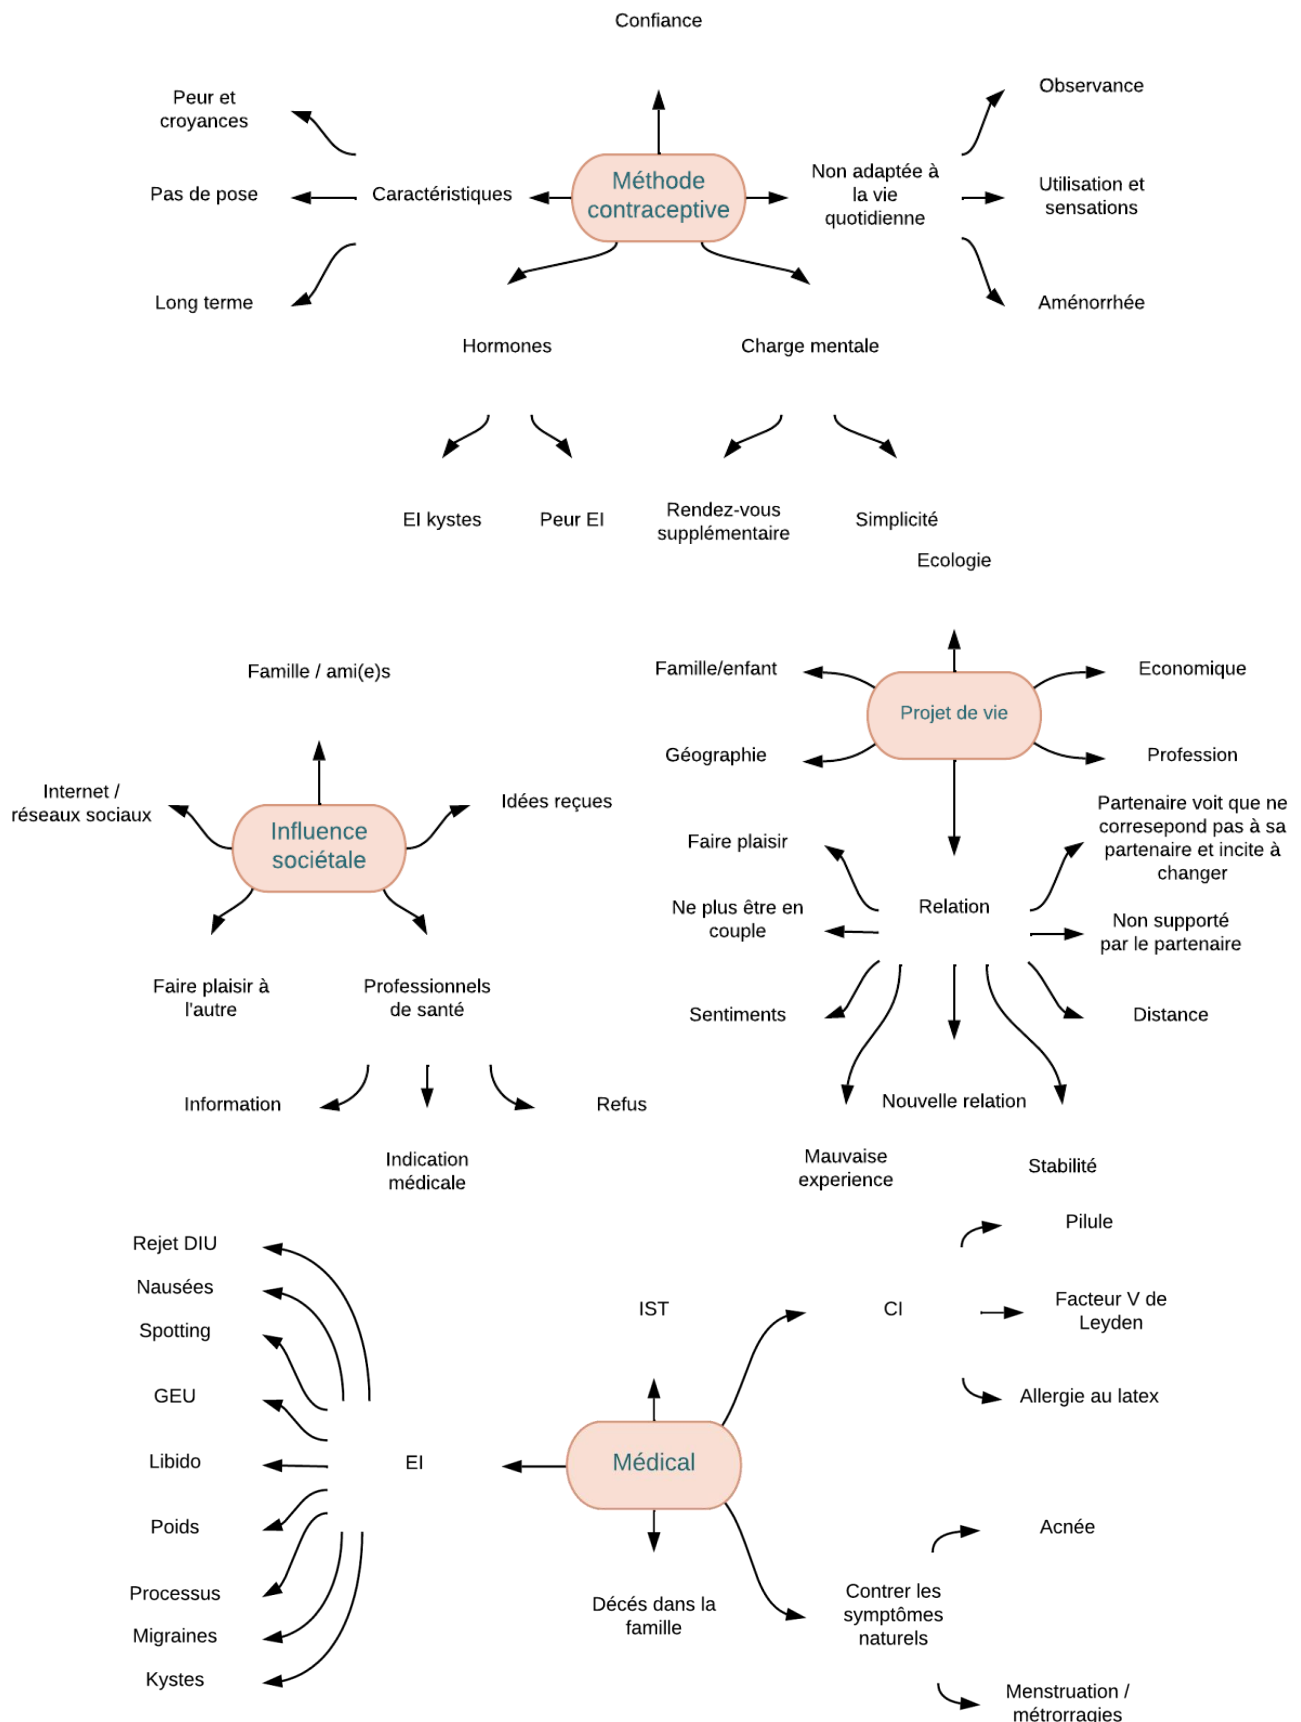 Confiance
Peur et
croyances
Observance
Pas de pose
Caractéristiques
Méthode
contraceptive
Non adaptée à
la vie
quotidienne
Utilisation et
sensations
Long terme
Aménorrhée
Hormones
Charge mentale
EI kystes
Peur EI
Rendez-vous
supplémentaire
Simplicité
Ecologie
Famille / ami(e)s
Famille/enfant
Economique
Projet de vie
Géographie
Profession
Internet /
réseaux sociaux
Idées reçues
Influence
sociétale
Faire plaisir
Partenaire voit que ne
corresepond pas à sa
partenaire et incite à
changer
Ne plus être en
couple
Relation
Non supporté
par le partenaire
Faire plaisir à
l'autre
Professionnels
de santé
Sentiments
Distance
Information
Refus
Nouvelle relation
Indication
médicale
Mauvaise
experience
Stabilité
Rejet DIU
Nausées
Spotting
GEU
Libido
Poids
Processus
Migraines
Kystes
EI
IST
Médical
Décés dans la
famille
CI
Pilule
Facteur V de
Leyden
Allergie au latex
Contrer les
symptômes
naturels
Acnée
Menstruation /
métrorragies